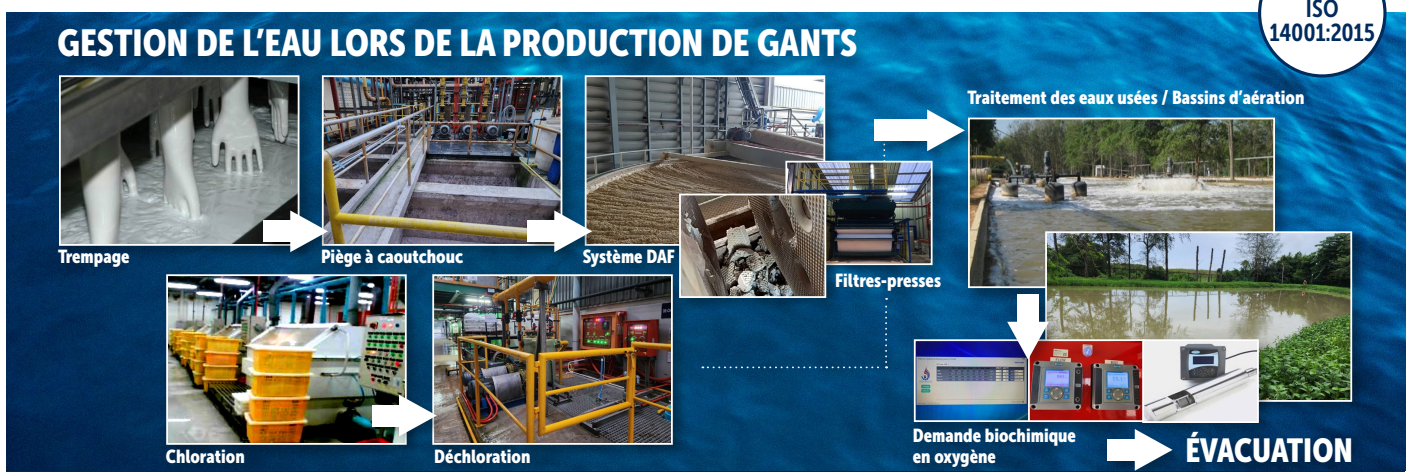 ISO
14001:2015
GESTION DE L'EAU LORS DE LA PRODUCTION DE GANTS
Traitement des eaux usées / Bassins d'aération
Trempage
Piège à caoutchouc
Système DAF
Filtres-presses
Chloration
Déchloration
Demande biochimique
en oxygène
ÉVACUATION